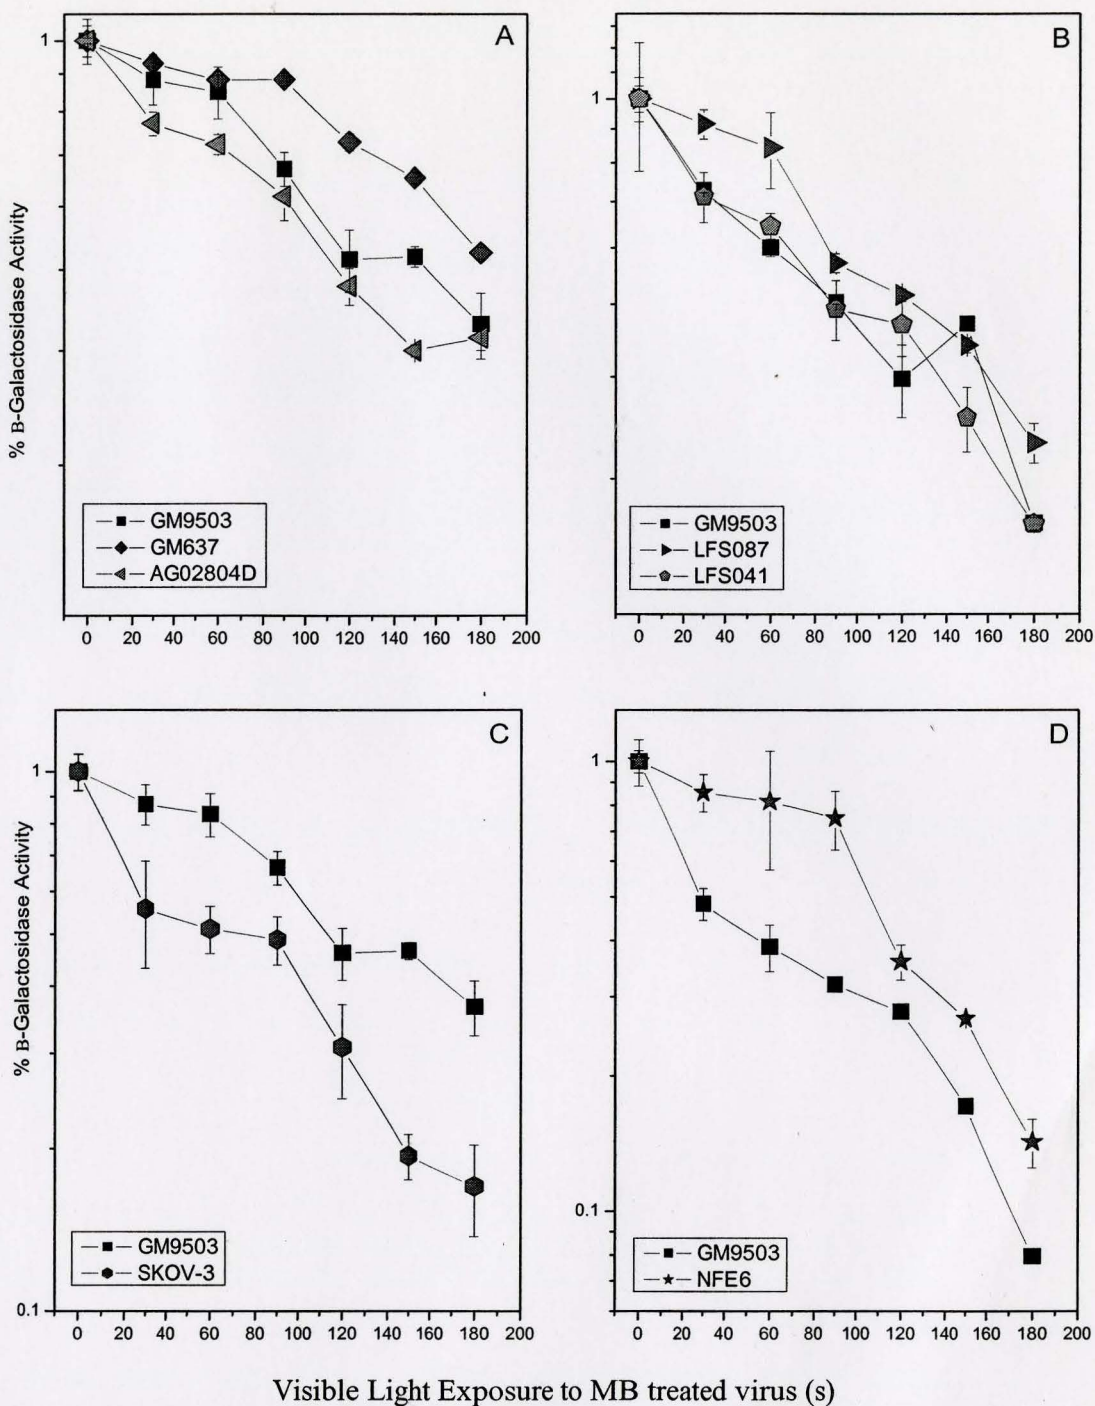 A
1
% B-Galactosidase Activity
GM9503
GM637
AG02804D
0 20 40 60 80 100 120 140 160 180 200
B
1
GM9503
LFS087
LFS041
0 20 40 60 80 100 120 140 160 180 200
C
1
% B-Galactosidase Activity
GM9503
SKOV-3
0.1
0 20 40 60 80 100 120 140 160 180 200
D
1
0.1
GM9503
NFE6
0 20 40 60 80 100 120 140 160 180 200
Visible Light Exposure to MB treated virus (s)